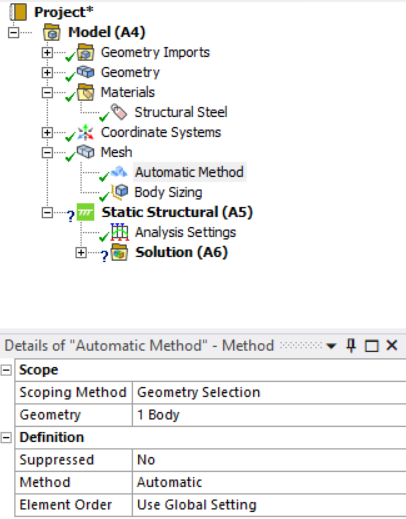 Project*
Model (A4)
Geometry Imports
Geometry
Materials
Structural Steel
Coordinate Systems
Mesh
Automatic Method
Body Sizing
Static Structural (A5)
Analysis Settings
Solution (A6)
Details of "Automatic Method" - Method
Scope
Scoping Method Geometry Selection
Geometry 1 Body
Definition
Suppressed No
Method Automatic
Element Order Use Global Setting